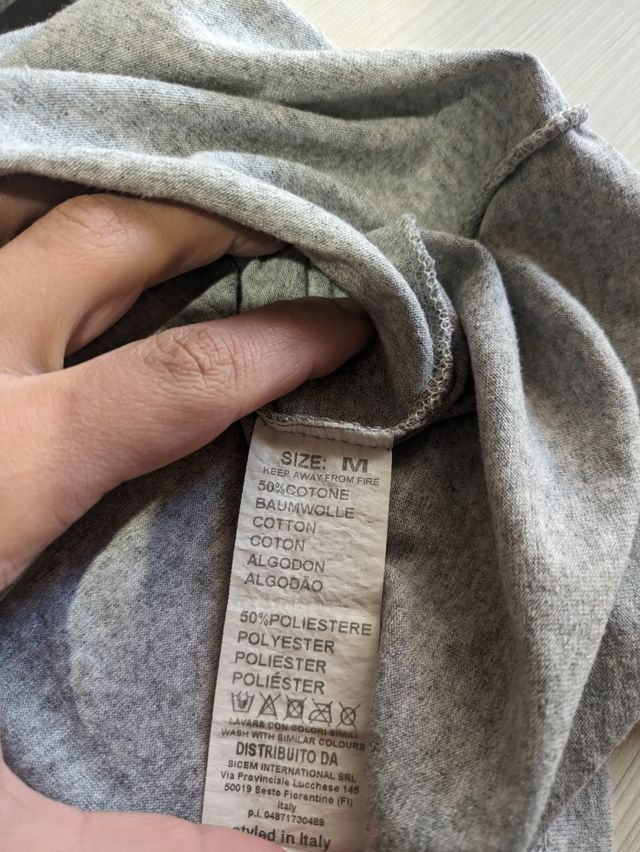 SIZE: M
KEEP AWAY FROM FIRE
50%COTONE
BAUMWOLLE
COTTON
COTON
ALGODON
ALGODÃO
50%POLIESTERE
POLYESTER
POLIESTER
POLIÉSTER
LAVARE CON COLORI SIMILI
WASH WITH SIMILAR COLOURS
DISTRIBUITO DA
SICEM INTERNATIONAL SRL
Via Provinciale Lucchese 145
50019 Sesto Fiorentino (FI)
Italy
p.i. 04871730489
styled in Italy